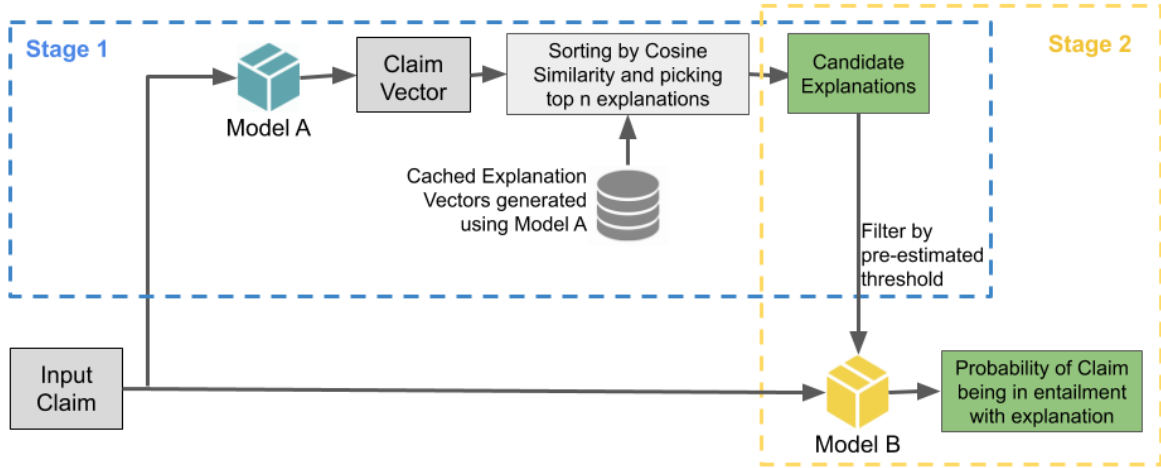 Stage 1
Stage 2
Model A
Claim
Vector
Sorting by Cosine
Similarity and picking
top n explanations
Candidate
Explanations
Cached Explanation
Vectors generated
using Model A
Filter by
pre-estimated
threshold
Input
Claim
Model B
Probability of Claim
being in entailment
with explanation